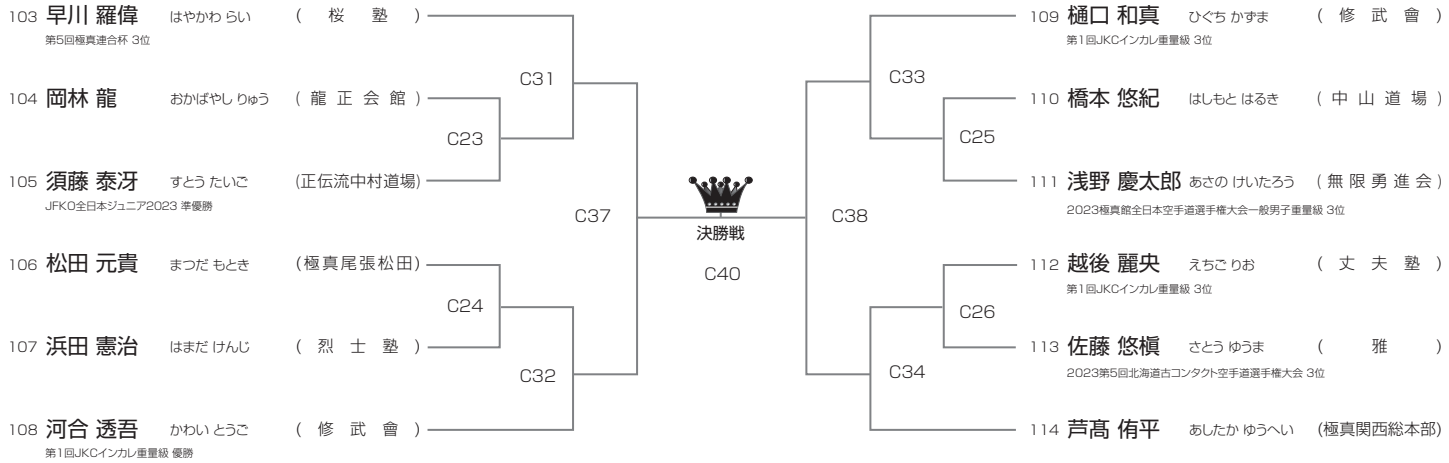 103 早川 羅偉 はやかわ らい ( 桜 塾 )
第5回極真連合杯 3位
C31
104 岡林 龍 おかばやし りゅう ( 龍 正 会 館 )
C23
105 須藤 泰冴 すとう たいご (正伝流中村道場)
JFKO全日本ジュニア2023 準優勝
C37
106 松田 元貴 まつだ もとき (極真尾張松田)
C24
107 浜田 憲治 はまだ けんじ ( 烈 士 塾 )
C32
108 河合 透吾 かわい とうご ( 修 武 會 )
第1回JKCインカレ重量級 優勝
決勝戦
C40
109 樋口 和真 ひぐち かずま ( 修 武 會 )
第1回JKCインカレ重量級 3位
C33
110 橋本 悠紀 はしもと はるき ( 中 山 道 場 )
C25
111 浅野 慶太郎 あさの けいたろう ( 無 限 勇 進 会 )
2023極真館全日本空手道選手権大会一般男子重量級 3位
C38
112 越後 麗央 えちご りお ( 丈 夫 塾 )
第1回JKCインカレ重量級 3位
C26
113 佐藤 悠槇 さとう ゆうま ( 雅 )
2023第5回北海道古コンタクト空手道選手権大会 3位
C34
114 芦髙 侑平 あしたか ゆうへい (極真関西総本部)